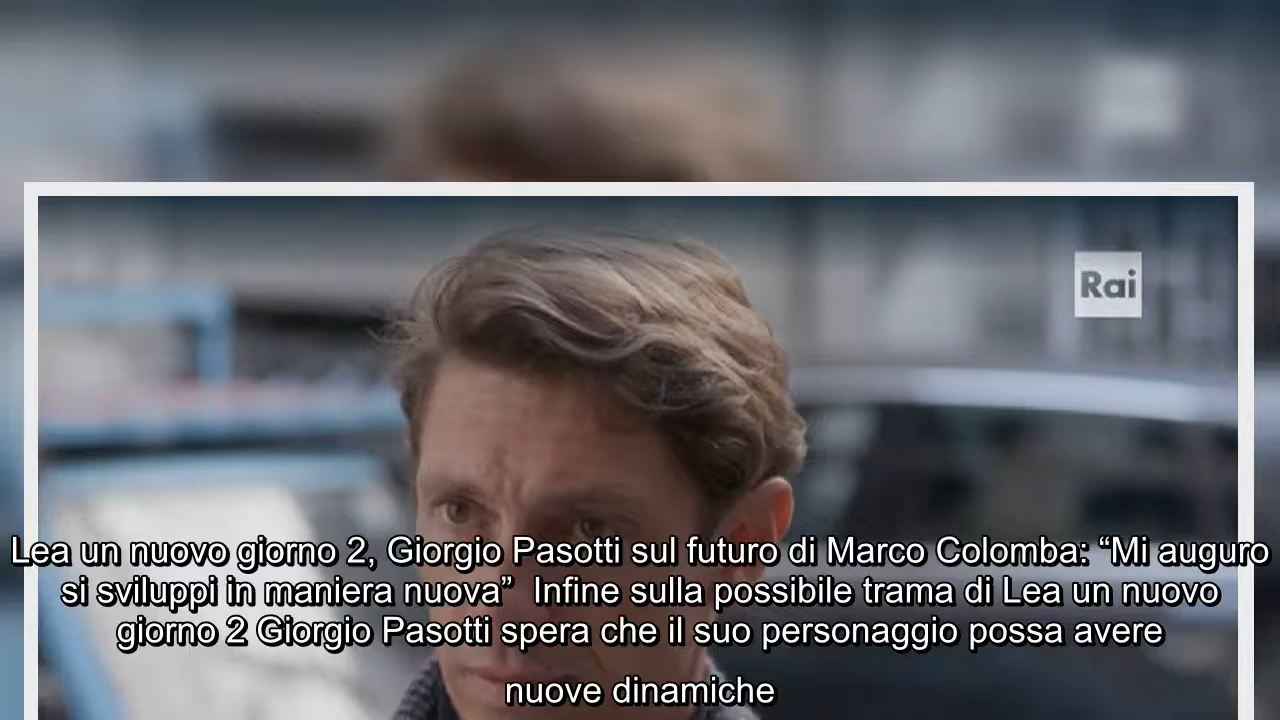 Rai
Lea un nuovo giorno 2, Giorgio Pasotti sul futuro di Marco Colomba: “Mi auguro
si sviluppi in maniera nuova”  Infine sulla possibile trama di Lea un nuovo
giorno 2 Giorgio Pasotti spera che il suo personaggio possa avere
nuove dinamiche